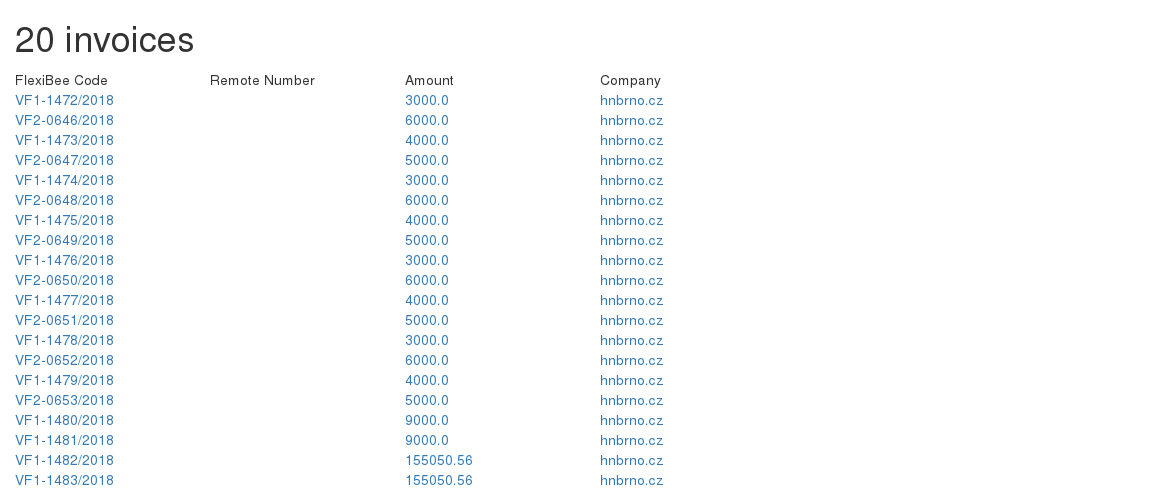 20 invoices
FlexiBee Code Remote Number Amount Company
VF1-1472/2018 3000.0 hnbrno.cz
VF2-0646/2018 6000.0 hnbrno.cz
VF1-1473/2018 4000.0 hnbrno.cz
VF2-0647/2018 5000.0 hnbrno.cz
VF1-1474/2018 3000.0 hnbrno.cz
VF2-0648/2018 6000.0 hnbrno.cz
VF1-1475/2018 4000.0 hnbrno.cz
VF2-0649/2018 5000.0 hnbrno.cz
VF1-1476/2018 3000.0 hnbrno.cz
VF2-0650/2018 6000.0 hnbrno.cz
VF1-1477/2018 4000.0 hnbrno.cz
VF2-0651/2018 5000.0 hnbrno.cz
VF1-1478/2018 3000.0 hnbrno.cz
VF2-0652/2018 6000.0 hnbrno.cz
VF1-1479/2018 4000.0 hnbrno.cz
VF2-0653/2018 5000.0 hnbrno.cz
VF1-1480/2018 9000.0 hnbrno.cz
VF1-1481/2018 9000.0 hnbrno.cz
VF1-1482/2018 155050.56 hnbrno.cz
VF1-1483/2018 155050.56 hnbrno.cz